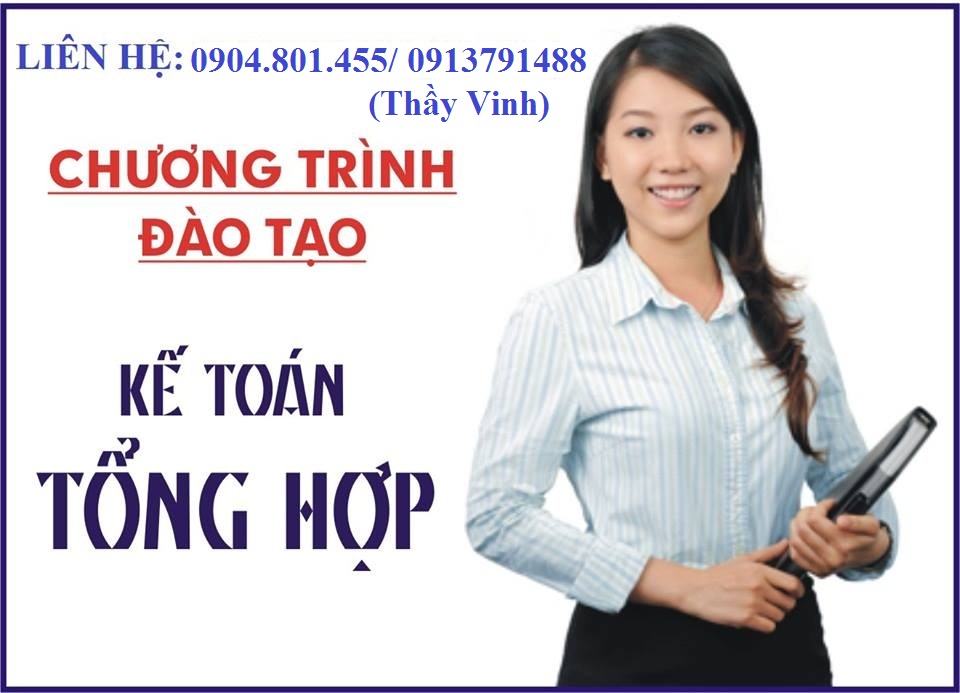 LIÊN HỆ: 0904.801.455/ 0913791488
(Thầy Vinh)
CHƯƠNG TRÌNH
ĐÀO TẠO
KẾ TOÁN
TỔNG HỢP